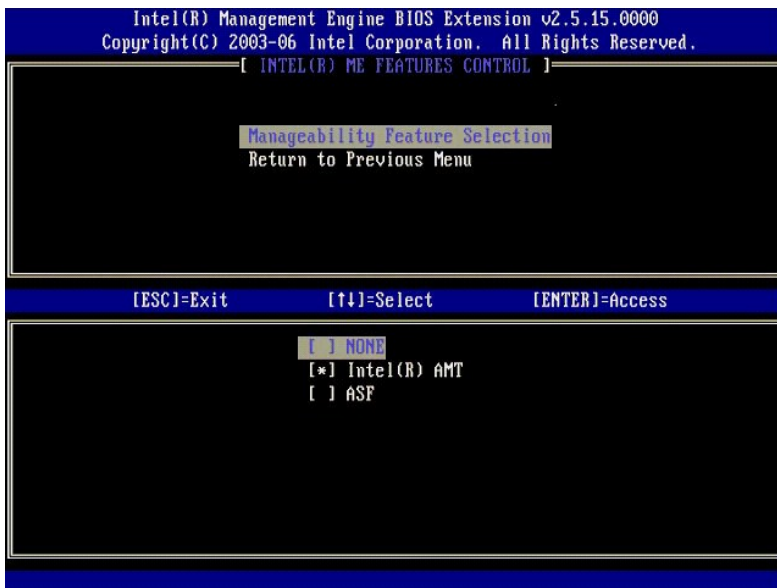 Intel(R) Management Engine BIOS Extension v2.5.15.0000
Copyright(C) 2003-06 Intel Corporation. All Rights Reserved.
[ INTEL(R) ME FEATURES CONTROL ]
Manageability Feature Selection
Return to Previous Menu
[ESC]=Exit [↑↓]=Select [ENTER]=Access
[ ] NONE
[*] Intel(R) AMT
[ ] ASF